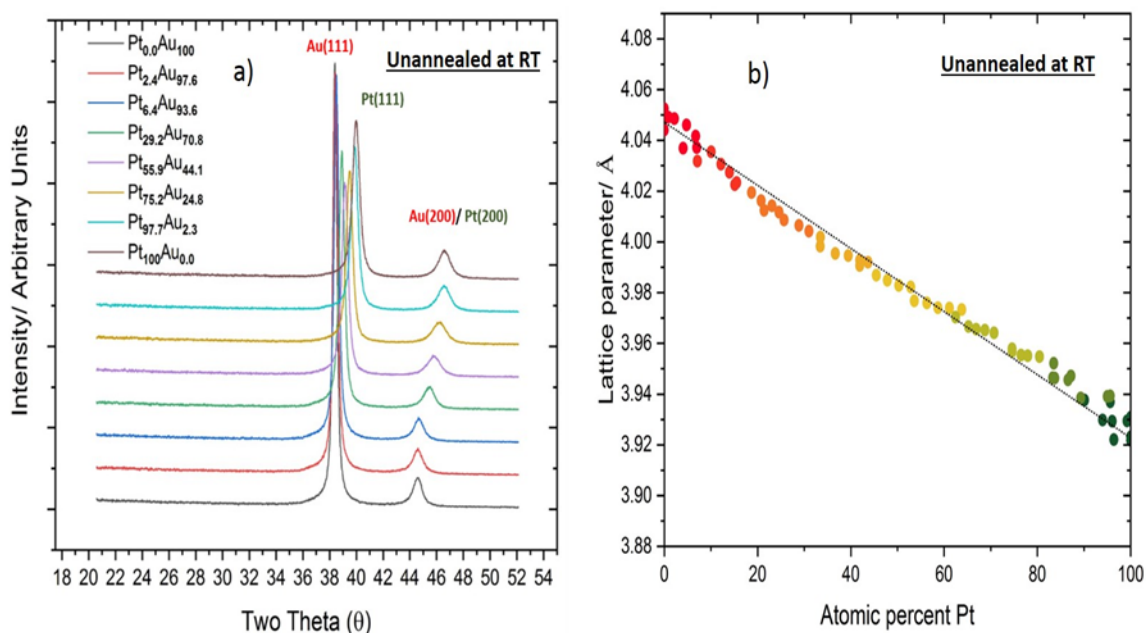 a)
Unannealed at RT
Pt0.0Au100
Pt2.4Au97.6
Pt6.4Au93.6
Pt29.2Au70.8
Pt55.9Au44.1
Pt75.2Au24.8
Pt97.7Au2.3
Pt100Au0.0
Au(111)
Pt(111)
Au(200)/ Pt(200)
Intensity/ Arbitrary Units
18 20 22 24 26 28 30 32 34 36 38 40 42 44 46 48 50 52 54
Two Theta (θ)
b)
Unannealed at RT
Lattice parameter/ Å
4.08
4.06
4.04
4.02
4.00
3.98
3.96
3.94
3.92
3.90
3.88
0 20 40 60 80 100
Atomic percent Pt